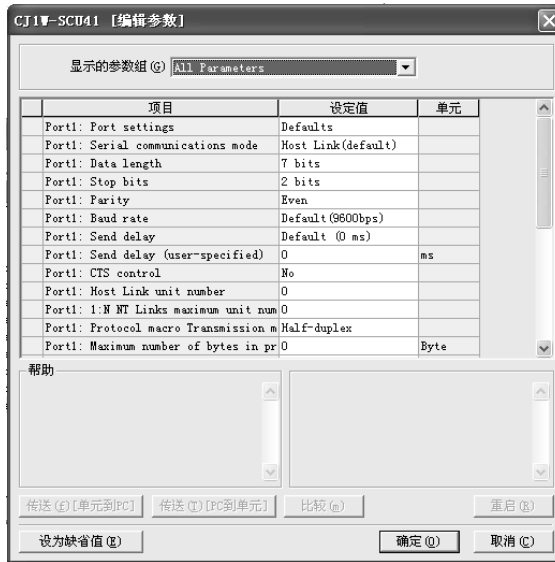 CJ1W-SCU41 [编辑参数]
显示的参数组(G) All Parameters
项目 设定值 单元
Port1: Port settings Defaults
Port1: Serial communications mode Host Link(default)
Port1: Data length 7 bits
Port1: Stop bits 2 bits
Port1: Parity Even
Port1: Baud rate Default(9600bps)
Port1: Send delay Default (0 ms)
Port1: Send delay (user-specified) 0 ms
Port1: CTS control No
Port1: Host Link unit number 0
Port1: 1:N NT Links maximum unit num 0
Port1: Protocol macro Transmission m Half-duplex
Port1: Maximum number of bytes in pr 0 Byte
帮助
传送(F)[单元到PC] 传送(T)[PC到单元] 比较(m) 重启(R)
设为缺省值(E) 确定(O) 取消(C)